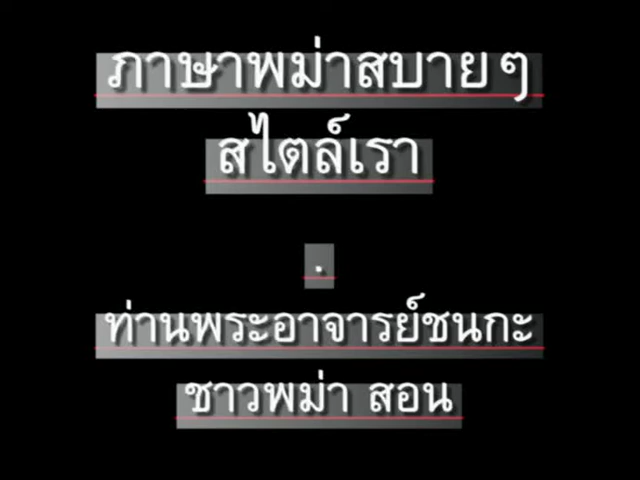 ภาษาพม่าสบายๆ
สไตล์เรา
.
ท่านพระอาจารย์ชนกะ
ชาวพม่า สอน